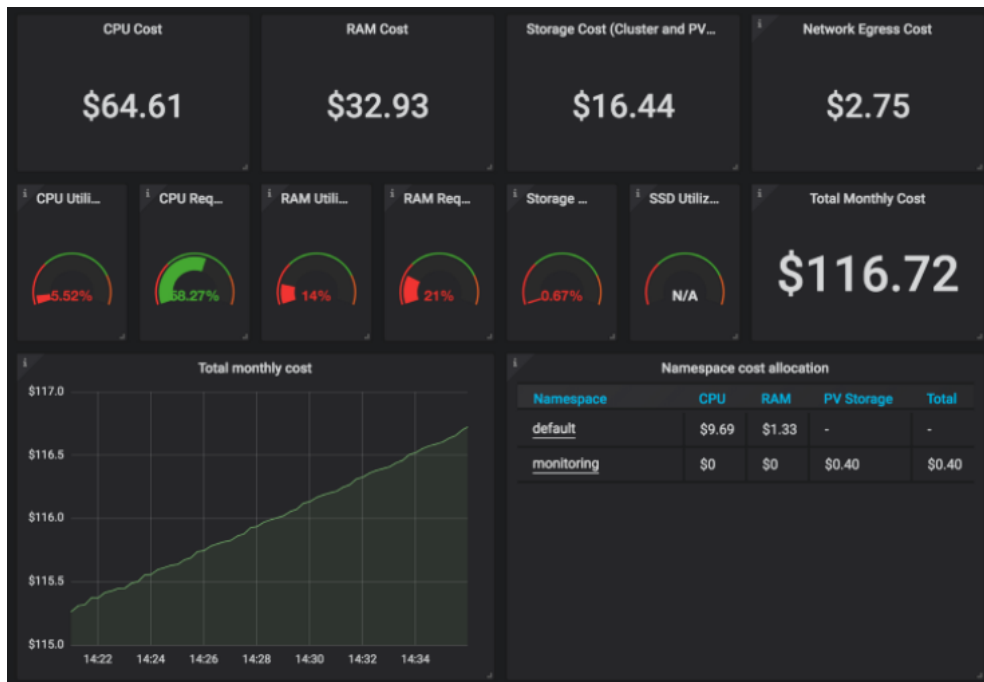 CPU Cost
RAM Cost
Storage Cost (Cluster and PV...
Network Egress Cost
$64.61
$32.93
$16.44
$2.75
CPU Utili...
CPU Req...
RAM Utili...
RAM Req...
Storage ...
SSD Utiliz...
Total Monthly Cost
5.52%
68.27%
14%
21%
0.67%
N/A
$116.72
Total monthly cost
$117.0
$116.5
$116.0
$115.5
$115.0
14:22 14:24 14:26 14:28 14:30 14:32 14:34
Namespace cost allocation
Namespace CPU RAM PV Storage Total
default $9.69 $1.33 - -
monitoring $0 $0 $0.40 $0.40